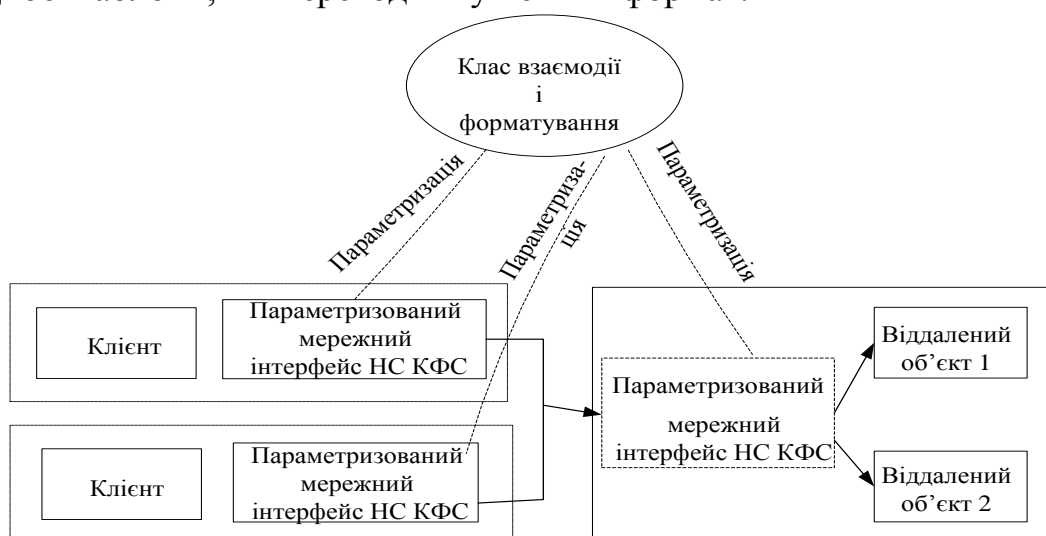 Клас взаємодії
і
форматування
Параметризація
Параметриза-
ція
Параметризація
Клієнт
Параметризований
мережний
інтерфейс НС КФС
Параметризований
мережний
інтерфейс НС КФС
Віддалений
об’єкт 1
Клієнт
Параметризований
мережний
інтерфейс НС КФС
Віддалений
об’єкт 2